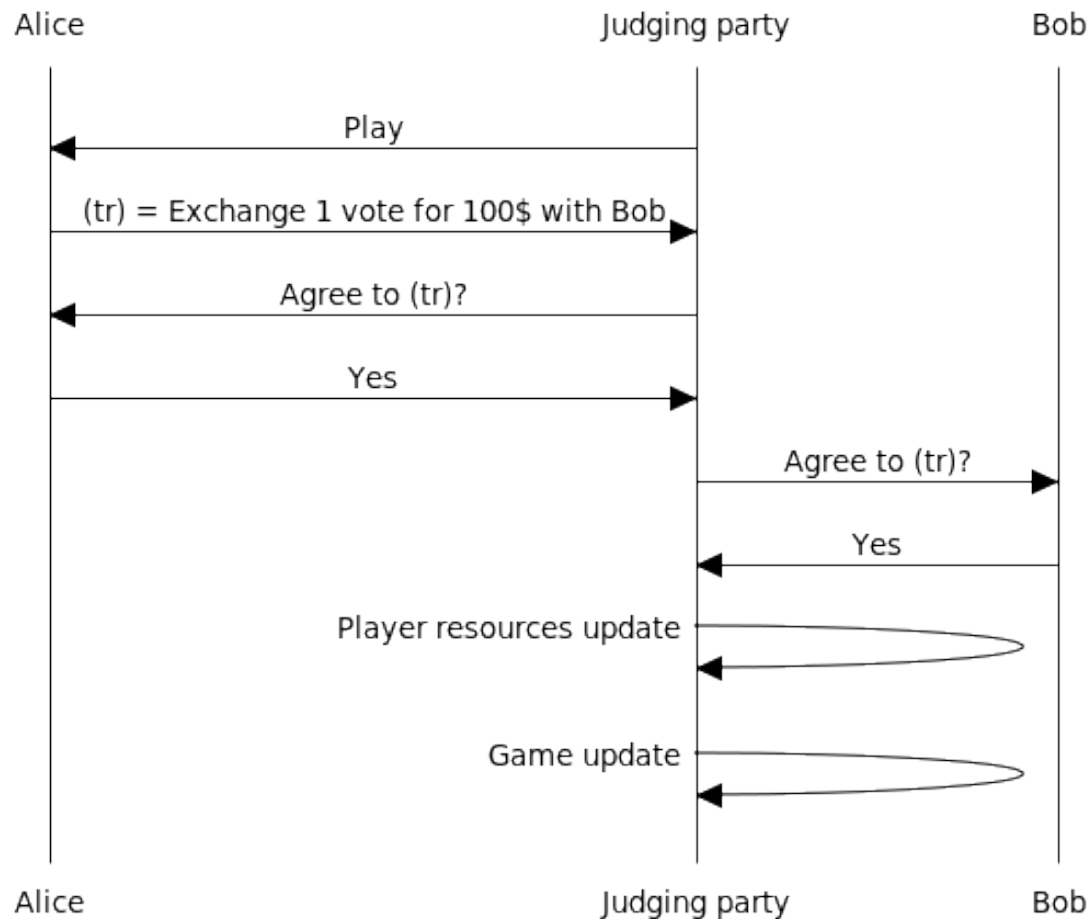 Alice
Judging party
Bob
Play
(tr) = Exchange 1 vote for 100$ with Bob
Agree to (tr)?
Yes
Agree to (tr)?
Yes
Player resources update
Game update
Alice
Judging party
Bob